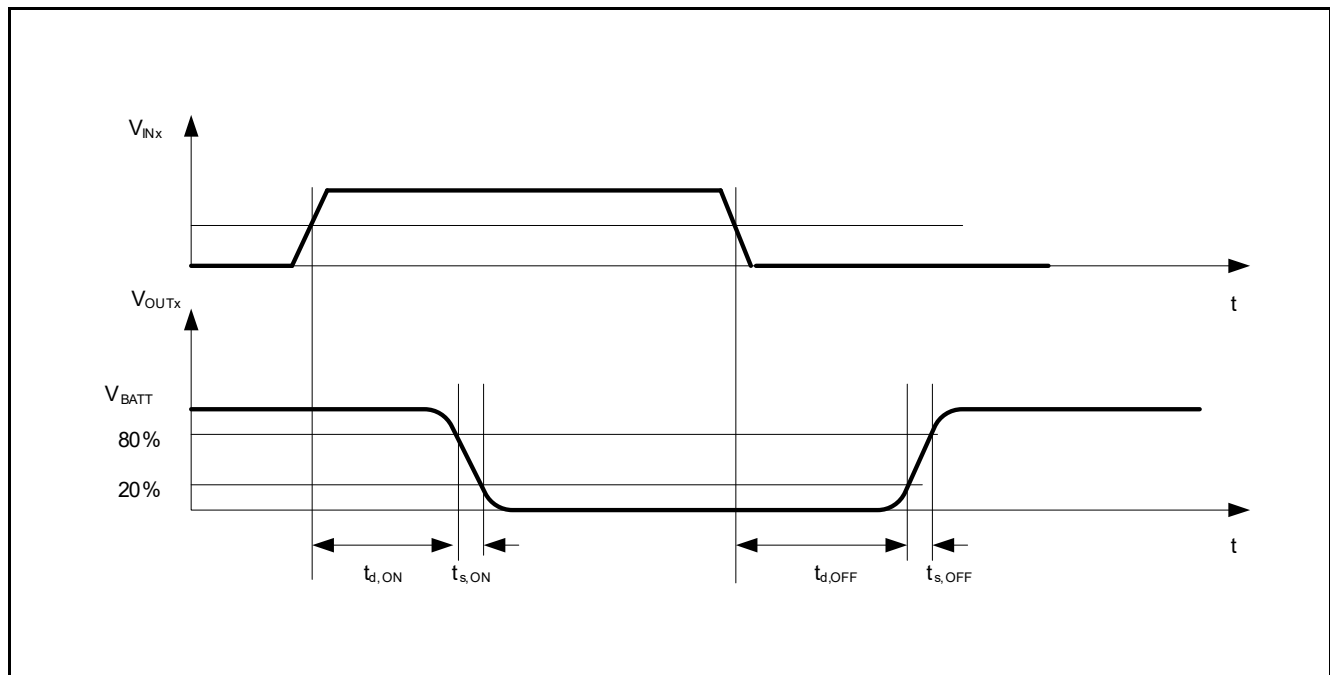 V_INx
t
V_OUTx
V_BATT
80%
20%
t
t_d,ON t_s,ON t_d,OFF t_s,OFF